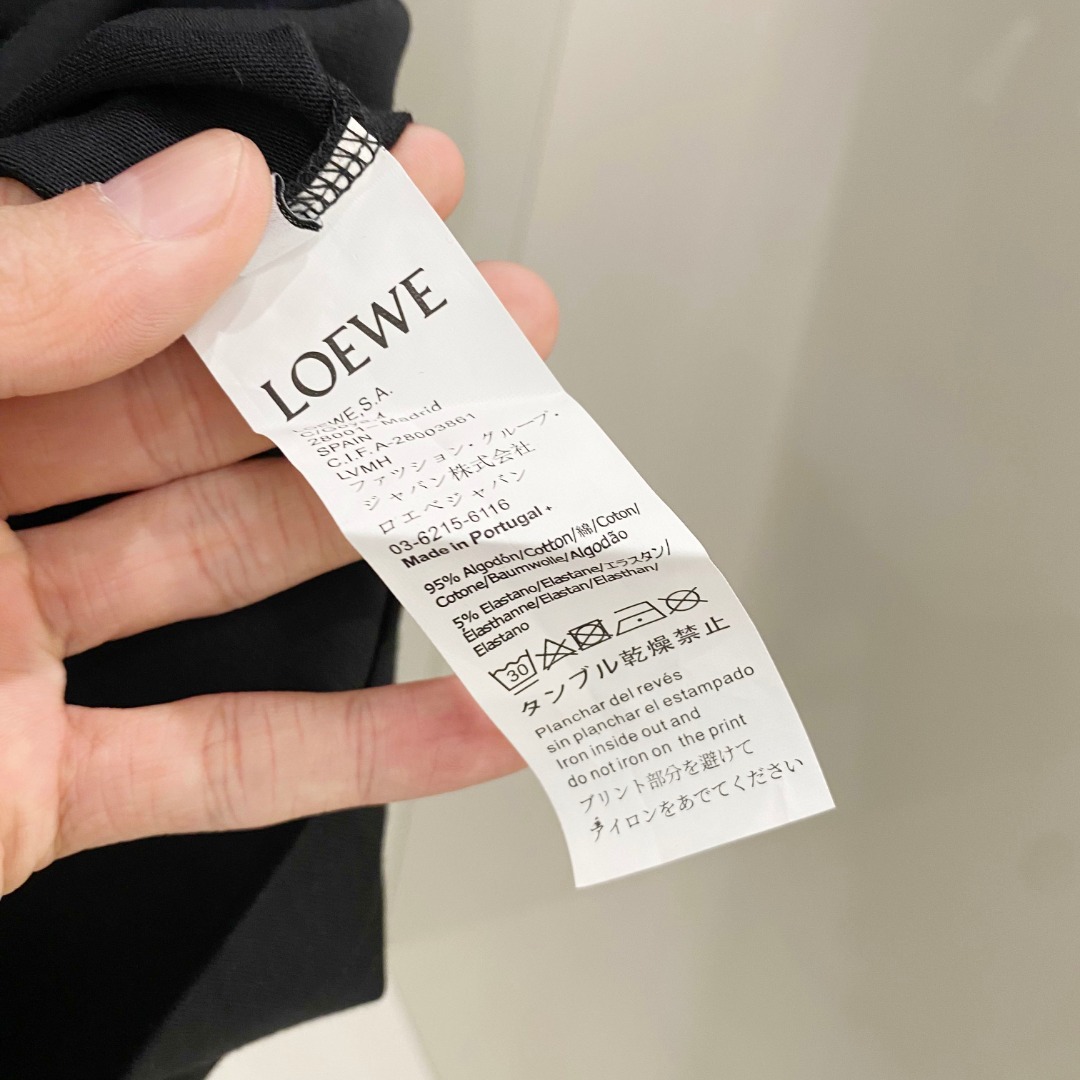 LOEWE
LOEWE,S.A.
C/Goya,4
28001-Madrid
SPAIN
C.I.F.A-28003861
LVMH
ファッション・グループ・
ジャパン株式会社
ロエベジャパン
03-6215-6116
Made in Portugal
95% Algodón/Cotton/綿/Coton/
Cotone/Baumwolle/Algodão
5% Elastano/Elastane/エラスタン/
Élasthanne/Elastan/Elasthan/
Elastano
30
タンブル乾燥禁止
Planchar del revés
sin planchar el estampado
Iron inside out and
do not iron on the print
プリント部分を避けて
アイロンをあでてください